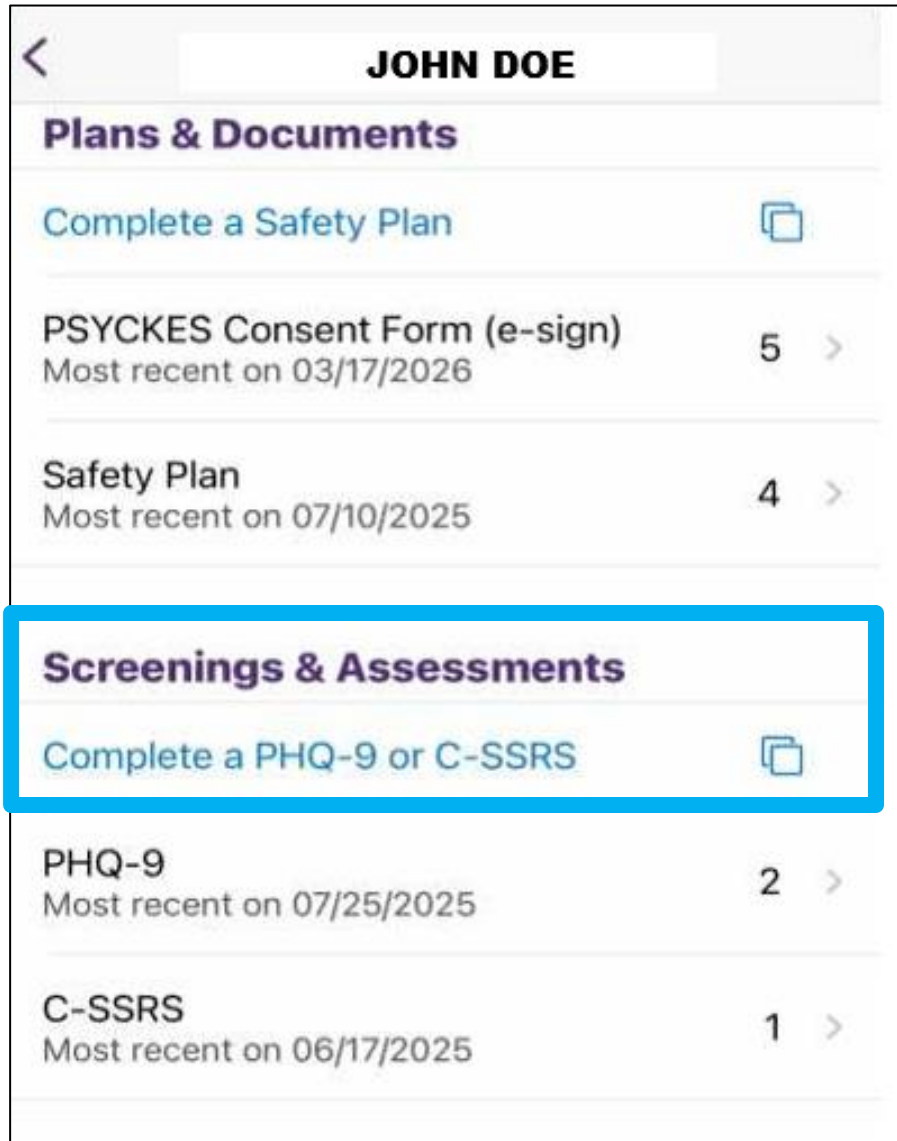 JOHN DOE
Plans & Documents
Complete a Safety Plan
PSYCKES Consent Form (e-sign)
5
Most recent on 03/17/2026
Safety Plan
4
Most recent on 07/10/2025
Screenings & Assessments
Complete a PHQ-9 or C-SSRS
PHQ-9
2
Most recent on 07/25/2025
C-SSRS
1
Most recent on 06/17/2025